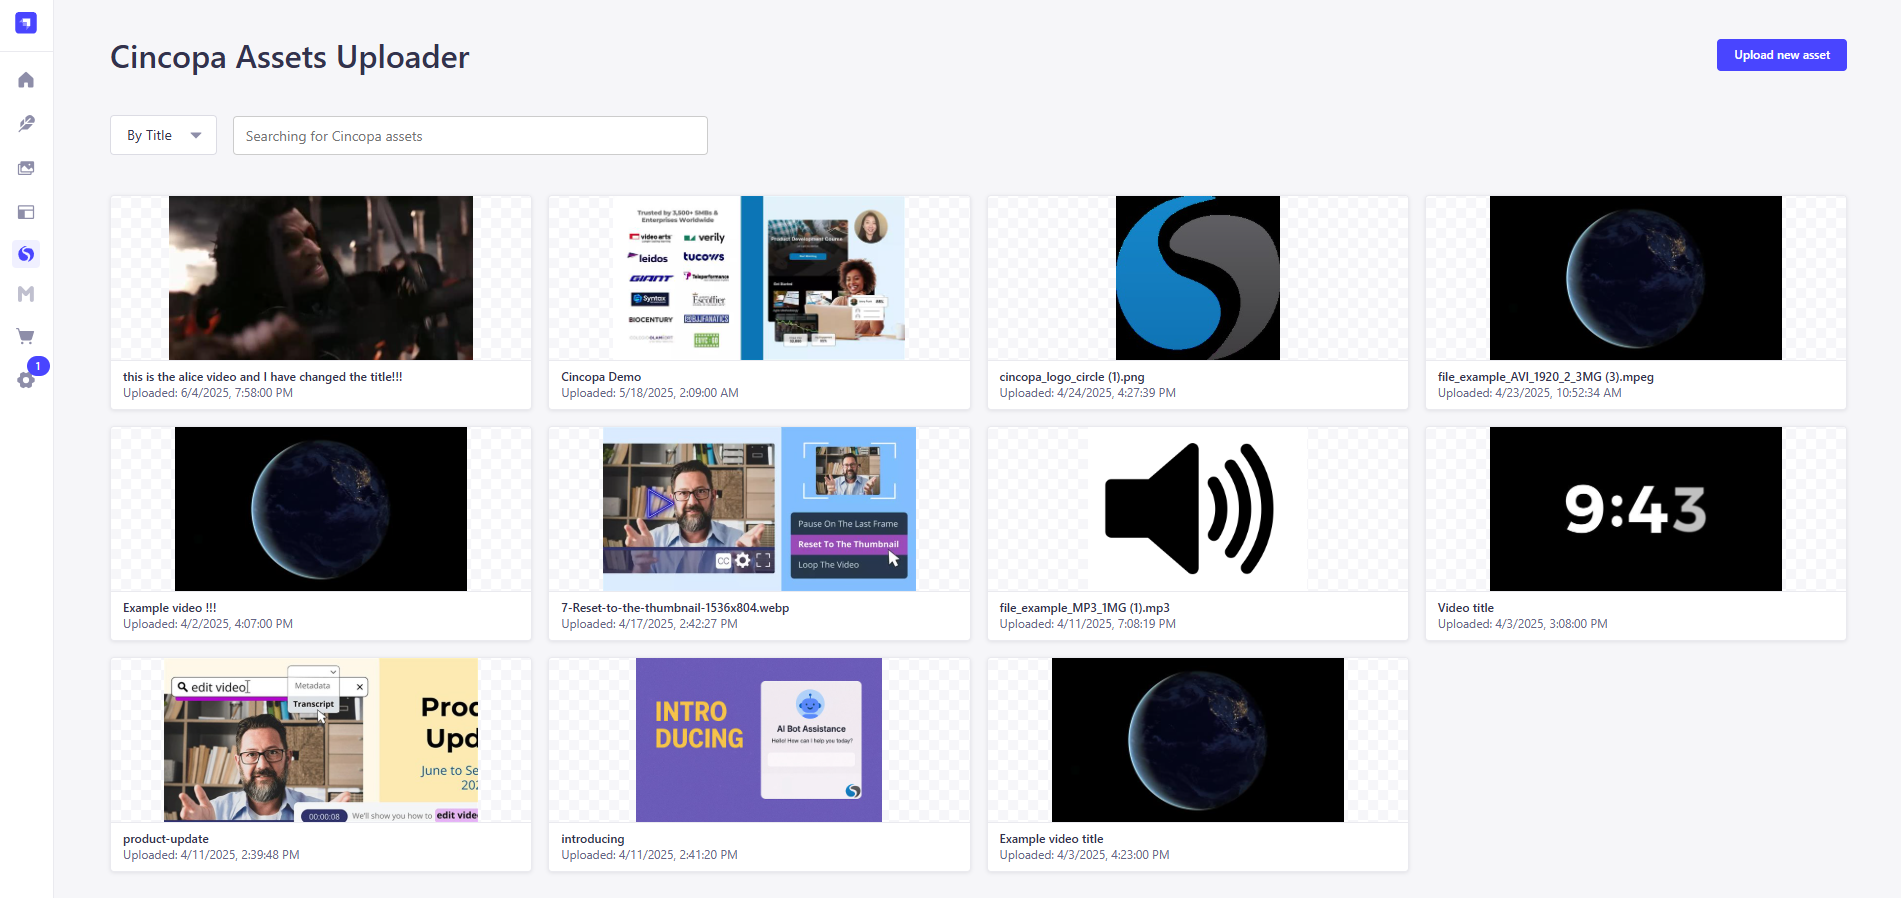 Cincopa Assets Uploader
Upload new asset
By Title
Searching for Cincopa assets
1
Trusted by 3,500+ SMBs &
Enterprises Worldwide
video arts
verily
leidos
tucows
GIANT
Teleperformance
Syntax
Escoffier
BIOCENTURY
Product Development Course
this is the alice video and I have changed the title!!!
Uploaded: 6/4/2025, 7:58:00 PM
Cincopa Demo
Uploaded: 5/18/2025, 2:09:00 AM
cincopa_logo_circle (1).png
Uploaded: 4/24/2025, 4:27:39 PM
file_example_AVI_1920_2_3MG (3).mpeg
Uploaded: 4/23/2025, 10:52:34 AM
Pause On The Last Frame
Reset To The Thumbnail
Loop The Video
CC
9:43
Example video !!!
Uploaded: 4/2/2025, 4:07:00 PM
7-Reset-to-the-thumbnail-1536x804.webp
Uploaded: 4/17/2025, 2:42:27 PM
file_example_MP3_1MG (1).mp3
Uploaded: 4/11/2025, 7:08:19 PM
Video title
Uploaded: 4/3/2025, 3:08:00 PM
edit video
Metadata
Transcript
Proc
Upd
June to Se
202
00:00:08
We'll show you how to edit vide
INTRO
DUCING
AI Bot Assistance
Hello! How can I help you today?
product-update
Uploaded: 4/11/2025, 2:39:48 PM
introducing
Uploaded: 4/11/2025, 2:41:20 PM
Example video title
Uploaded: 4/3/2025, 4:23:00 PM